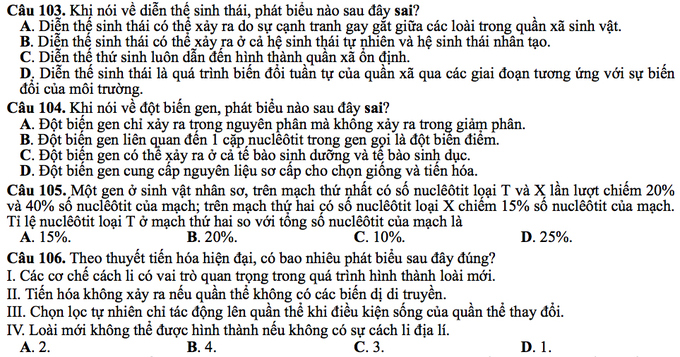 Câu 103. Khi nói về diễn thế sinh thái, phát biểu nào sau đây sai?
A. Diễn thế sinh thái có thể xảy ra do sự cạnh tranh gay gắt giữa các loài trong quần xã sinh vật.
B. Diễn thế sinh thái có thể xảy ra ở cả hệ sinh thái tự nhiên và hệ sinh thái nhân tạo.
C. Diễn thế thứ sinh luôn dẫn đến hình thành quần xã ổn định.
D. Diễn thế sinh thái là quá trình biến đổi tuần tự của quần xã qua các giai đoạn tương ứng với sự biến
đổi của môi trường.
Câu 104. Khi nói về đột biến gen, phát biểu nào sau đây sai?
A. Đột biến gen chỉ xảy ra trong nguyên phân mà không xảy ra trong giảm phân.
B. Đột biến gen liên quan đến 1 cặp nuclêôtit trong gen gọi là đột biến điểm.
C. Đột biến gen có thể xảy ra ở cả tế bào sinh dưỡng và tế bào sinh dục.
D. Đột biến gen cung cấp nguyên liệu sơ cấp cho chọn giống và tiến hóa.
Câu 105. Một gen ở sinh vật nhân sơ, trên mạch thứ nhất có số nuclêôtit loại T và X lần lượt chiếm 20%
và 40% số nuclêôtit của mạch; trên mạch thứ hai có số nuclêôtit loại X chiếm 15% số nuclêôtit của mạch.
Tỉ lệ nuclêôtit loại T ở mạch thứ hai so với tổng số nuclêôtit của mạch là
A. 15%. B. 20%. C. 10%. D. 25%.
Câu 106. Theo thuyết tiến hóa hiện đại, có bao nhiêu phát biểu sau đây đúng?
I. Các cơ chế cách li có vai trò quan trọng trong quá trình hình thành loài mới.
II. Tiến hóa không xảy ra nếu quần thể không có các biến dị di truyền.
III. Chọn lọc tự nhiên chỉ tác động lên quần thể khi điều kiện sống của quần thể thay đổi.
IV. Loài mới không thể được hình thành nếu không có sự cách li địa lí.
A. 2. B. 4. C. 3. D. 1.